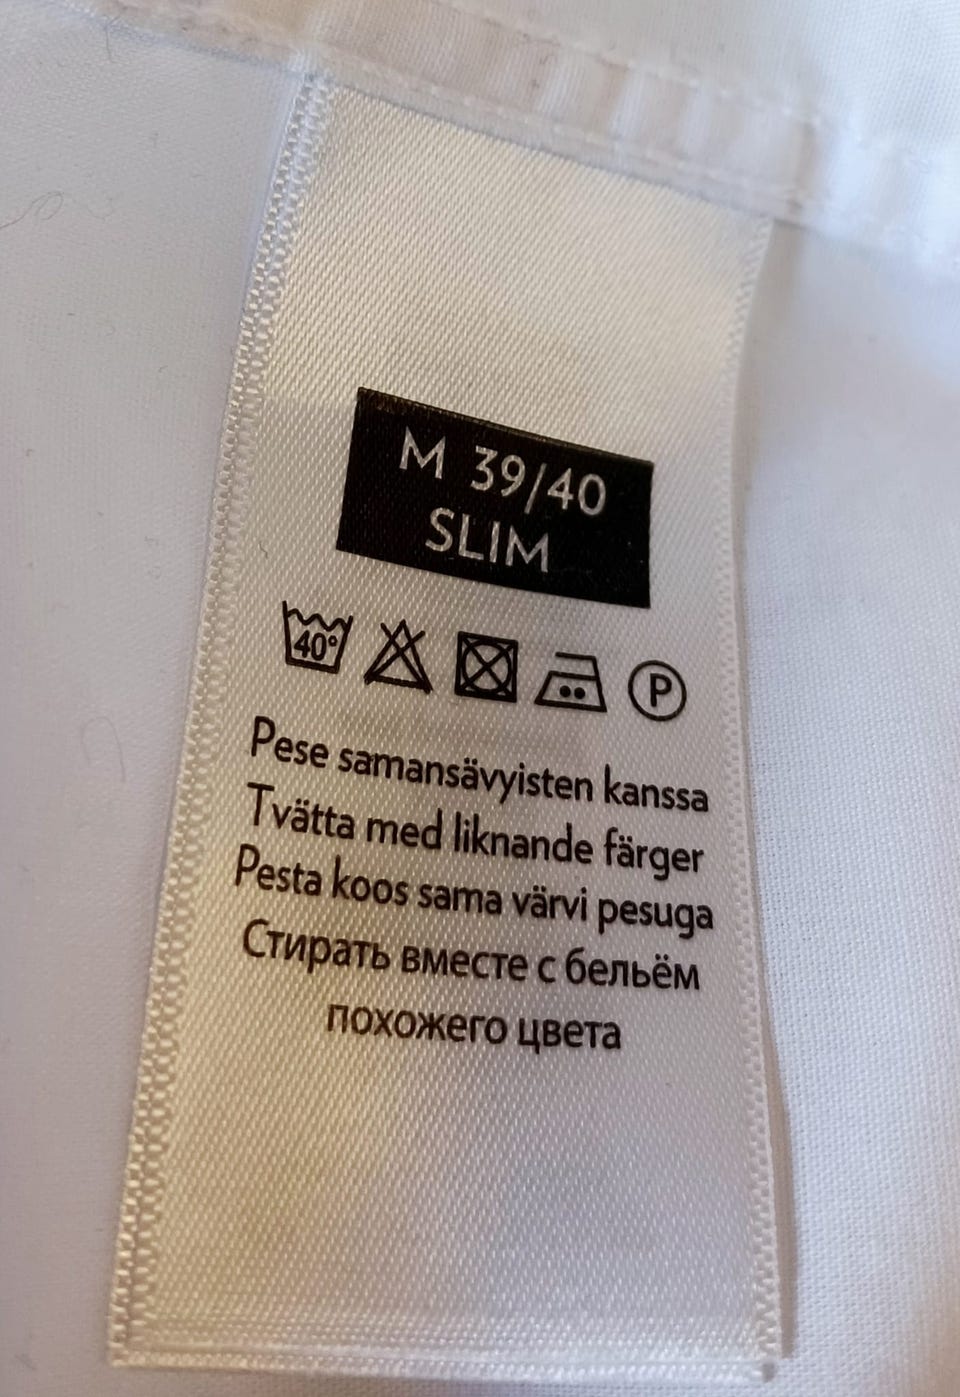 M 39/40
SLIM
40°
P
Pese samansävyisten kanssa
Tvätta med liknande färger
Pesta koos sama värvi pesuga
Стирать вместе с бельём
похожего цвета